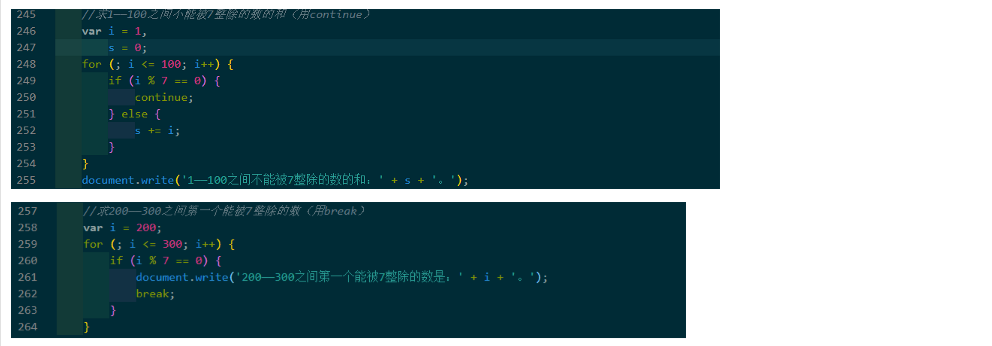 245 //求1——100之间不能被7整除的数的和（用continue）
246 var i = 1,
247 s = 0;
248 for (; i <= 100; i++) {
249 if (i % 7 == 0) {
250 continue;
251 } else {
252 s += i;
253 }
254 }
255 document.write('1——100之间不能被7整除的数的和：' + s + '。');
257 //求200——300之间第一个能被7整除的数（用break）
258 var i = 200;
259 for (; i <= 300; i++) {
260 if (i % 7 == 0) {
261 document.write('200——300之间第一个能被7整除的数是：' + i + '。');
262 break;
263 }
264 }